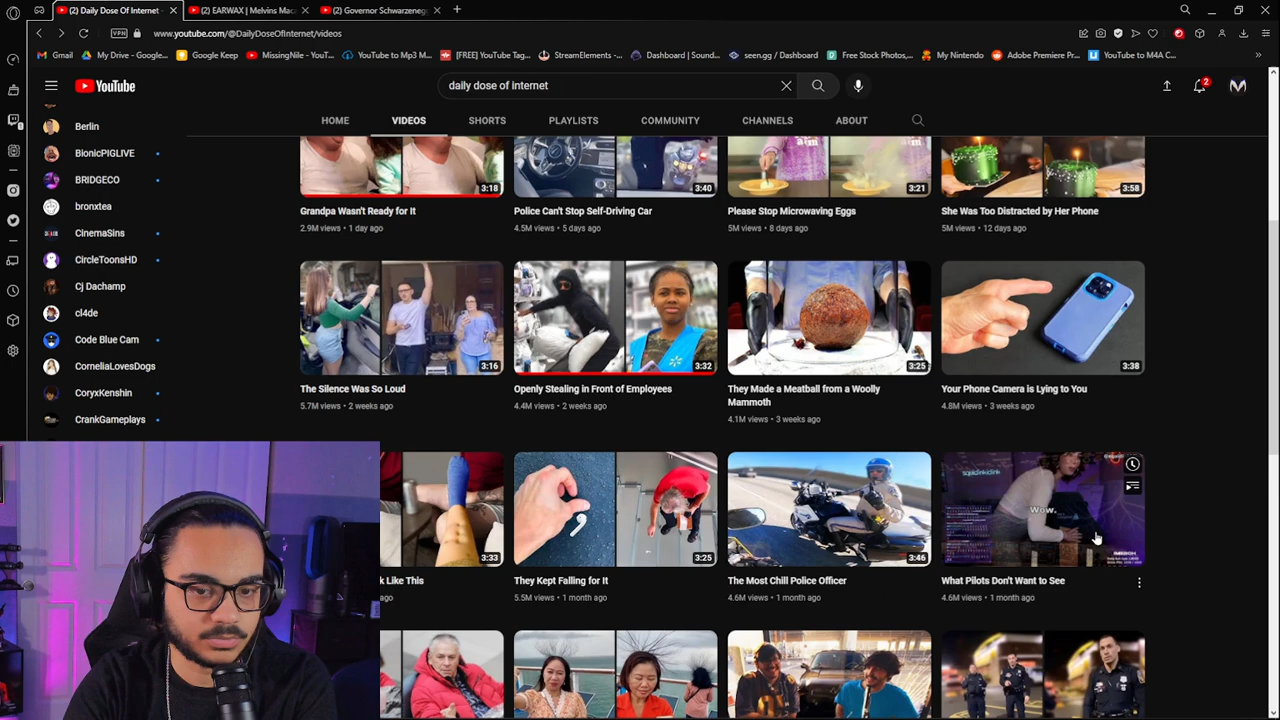 (2) Daily Dose Of Internet -
(2) EARWAX | Melvins Mac
(2) Governor Schwarzeneg
VPN
www.youtube.com/@DailyDoseOfInternet/videos
Gmail
My Drive - Google...
Google Keep
MissingNile - YouT...
YouTube to Mp3 M...
[FREE] YouTube Tag...
StreamElements -...
Dashboard | Sound...
seen.gg / Dashboard
Free Stock Photos,...
My Nintendo
Adobe Premiere Pr...
YouTube to M4A C...
YouTube
daily dose of internet
2
HOME
VIDEOS
SHORTS
PLAYLISTS
COMMUNITY
CHANNELS
ABOUT
Berlin
BionicPIGLIVE
BRIDGECO
bronxtea
CinemaSins
CircleToonsHD
Cj Dachamp
cl4de
Code Blue Cam
CorneliaLovesDogs
CoryxKenshin
CrankGameplays
3:18
3:40
3:21
3:58
Grandpa Wasn't Ready for It
2.9M views • 1 day ago
Police Can't Stop Self-Driving Car
4.5M views • 5 days ago
Please Stop Microwaving Eggs
5M views • 8 days ago
She Was Too Distracted by Her Phone
5M views • 12 days ago
3:16
3:32
3:25
3:38
The Silence Was So Loud
5.7M views • 2 weeks ago
Openly Stealing in Front of Employees
4.4M views • 2 weeks ago
They Made a Meatball from a Woolly
Mammoth
4.1M views • 3 weeks ago
Your Phone Camera is Lying to You
4.8M views • 3 weeks ago
Wow.
3:33
3:25
3:46
k Like This
ago
They Kept Falling for It
5.5M views • 1 month ago
The Most Chill Police Officer
4.6M views • 1 month ago
What Pilots Don't Want to See
4.6M views • 1 month ago